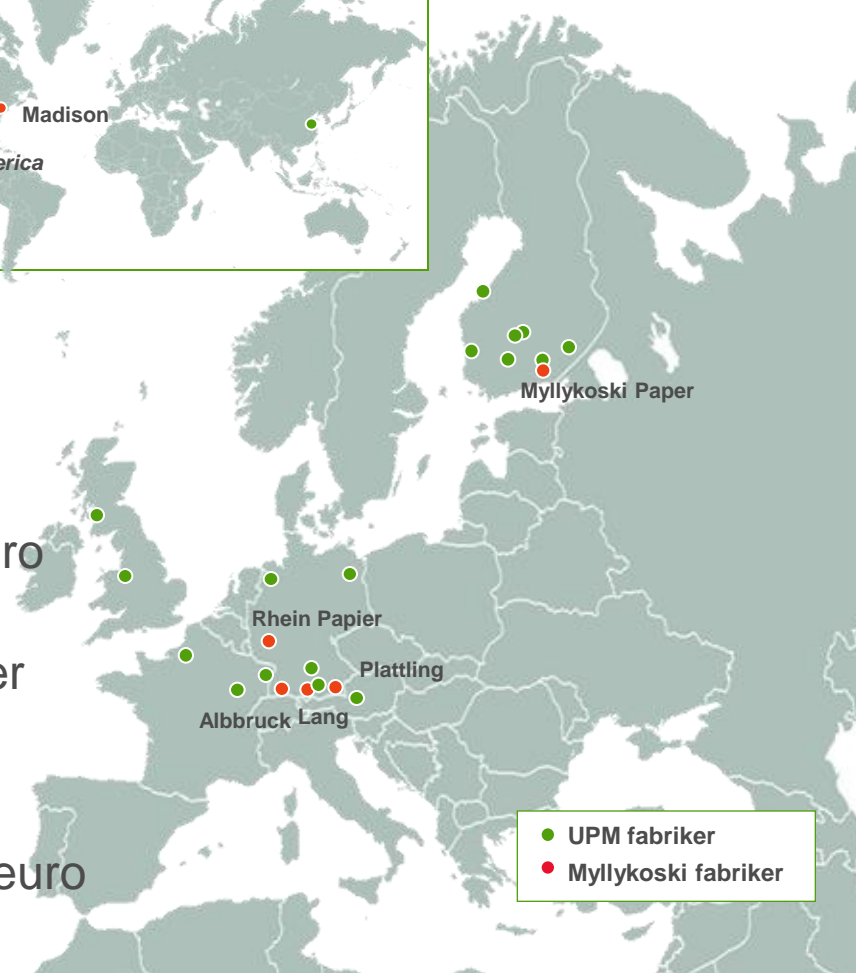 Madison
erica
Myllykoski Paper
ro
Rhein Papier
er
Plattling
Albbruck Lang
UPM fabriker
Myllykoski fabriker
euro